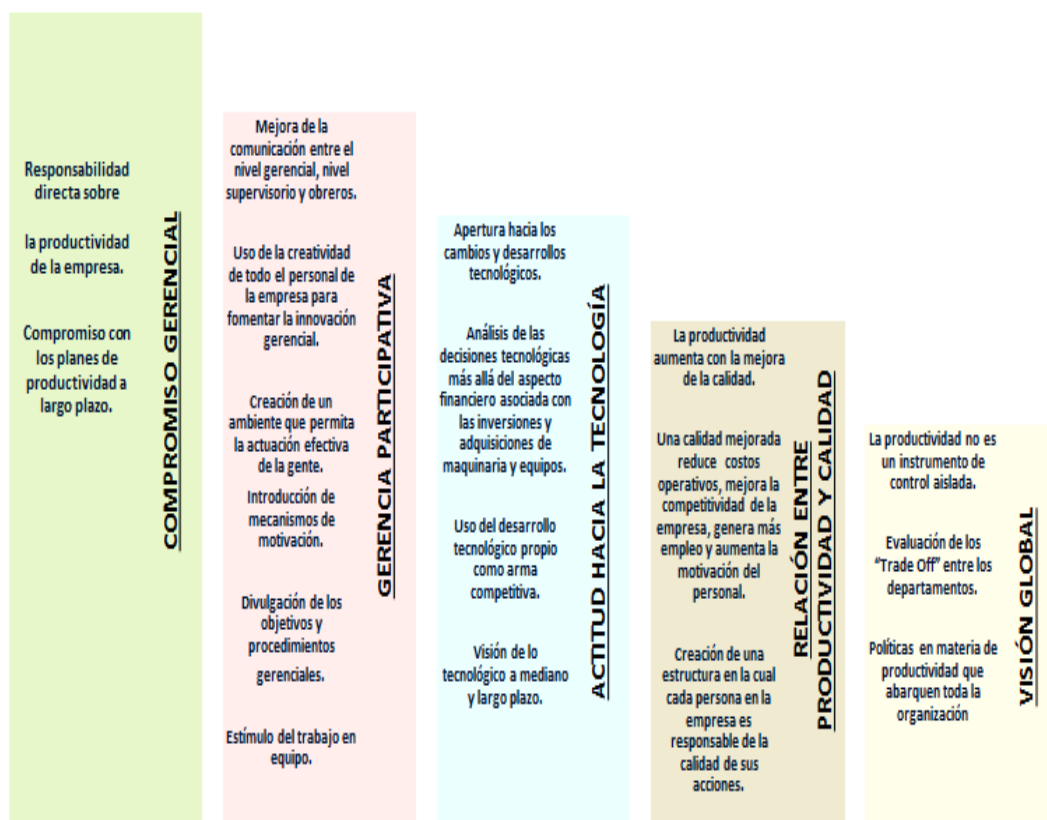 Responsabilidad
directa sobre
la productividad
de la empresa.
Compromiso con
los planes de
productividad a
largo plazo.
COMPROMISO GERENCIAL
Mejora de la
comunicación entre el
nivel gerencial, nivel
supervisorio y obreros.
Uso de la creatividad
de todo el personal de
la empresa para
fomentar la innovación
gerencial.
Creación de un
ambiente que permita
la actuación efectiva
de la gente.
Introducción de
mecanismos de
motivación.
Divulgación de los
objetivos y
procedimientos
gerenciales.
Estímulo del trabajo en
equipo.
GERENCIA PARTICIPATIVA
Apertura hacia los
cambios y desarrollos
tecnológicos.
Análisis de las
decisiones tecnológicas
más allá del aspecto
financiero asociada con
las inversiones y
adquisiciones de
maquinaria y equipos.
Uso del desarrollo
tecnológico propio
como arma
competitiva.
Visión de lo
tecnológico a mediano
y largo plazo.
ACTITUD HACIA LA TECNOLOGÍA
La productividad
aumenta con la mejora
de la calidad.
Una calidad mejorada
reduce costos
operativos, mejora la
competitividad de la
empresa, genera más
empleo y aumenta la
motivación del
personal.
Creación de una
estructura en la cual
cada persona en la
empresa es
responsable de la
calidad de sus
acciones.
RELACIÓN ENTRE
PRODUCTIVIDAD Y CALIDAD
La productividad no es
un instrumento de
control aislada.
Evaluación de los
“Trade Off” entre los
departamentos.
Políticas en materia de
productividad que
abarquen toda la
organización
VISIÓN GLOBAL